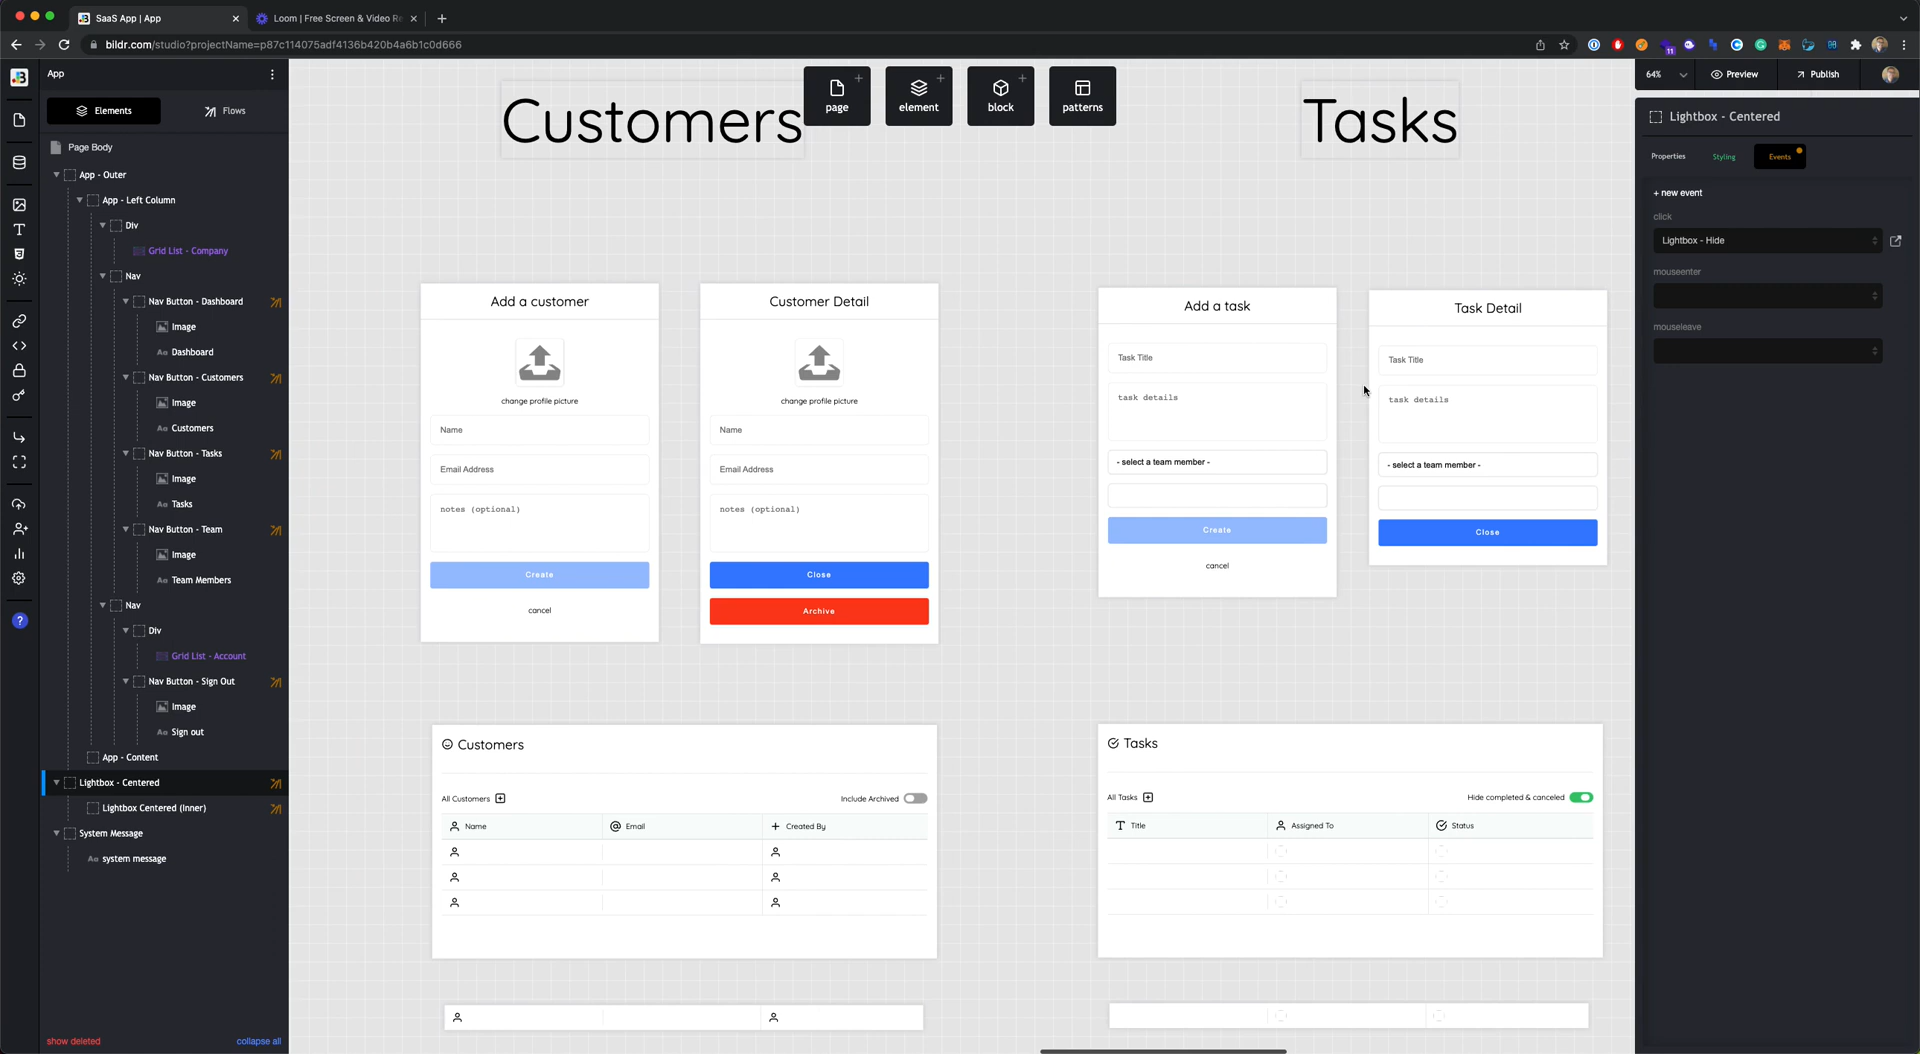 SaaS App | App
Loom | Free Screen & Video Re
bildr.com/studio?projectName=p87c114075adf4136b420b4a6b1c0d666
11
App
Elements
Flows
Page Body
App - Outer
App - Left Column
Div
Grid List - Company
Nav
Nav Button - Dashboard
Image
Aa Dashboard
Nav Button - Customers
Image
Aa Customers
Nav Button - Tasks
Image
Aa Tasks
Nav Button - Team
Image
Aa Team Members
Nav
Div
Grid List - Account
Nav Button - Sign Out
Image
Aa Sign out
App - Content
Lightbox - Centered
Lightbox Centered (Inner)
System Message
Aa system message
show deleted
collapse all
Customers
page
element
block
patterns
Tasks
Add a customer
change profile picture
Name
Email Address
notes (optional)
Create
cancel
Customer Detail
change profile picture
Name
Email Address
notes (optional)
Close
Archive
Add a task
Task Title
task details
- select a team member -
Create
cancel
Task Detail
Task Title
task details
- select a team member -
Close
Customers
All Customers
Include Archived
Name
Email
Created By
Tasks
All Tasks
Hide completed & canceled
Title
Assigned To
Status
64%
Preview
Publish
Lightbox - Centered
Properties
Styling
Events
+ new event
click
Lightbox - Hide
mouseenter
mouseleave